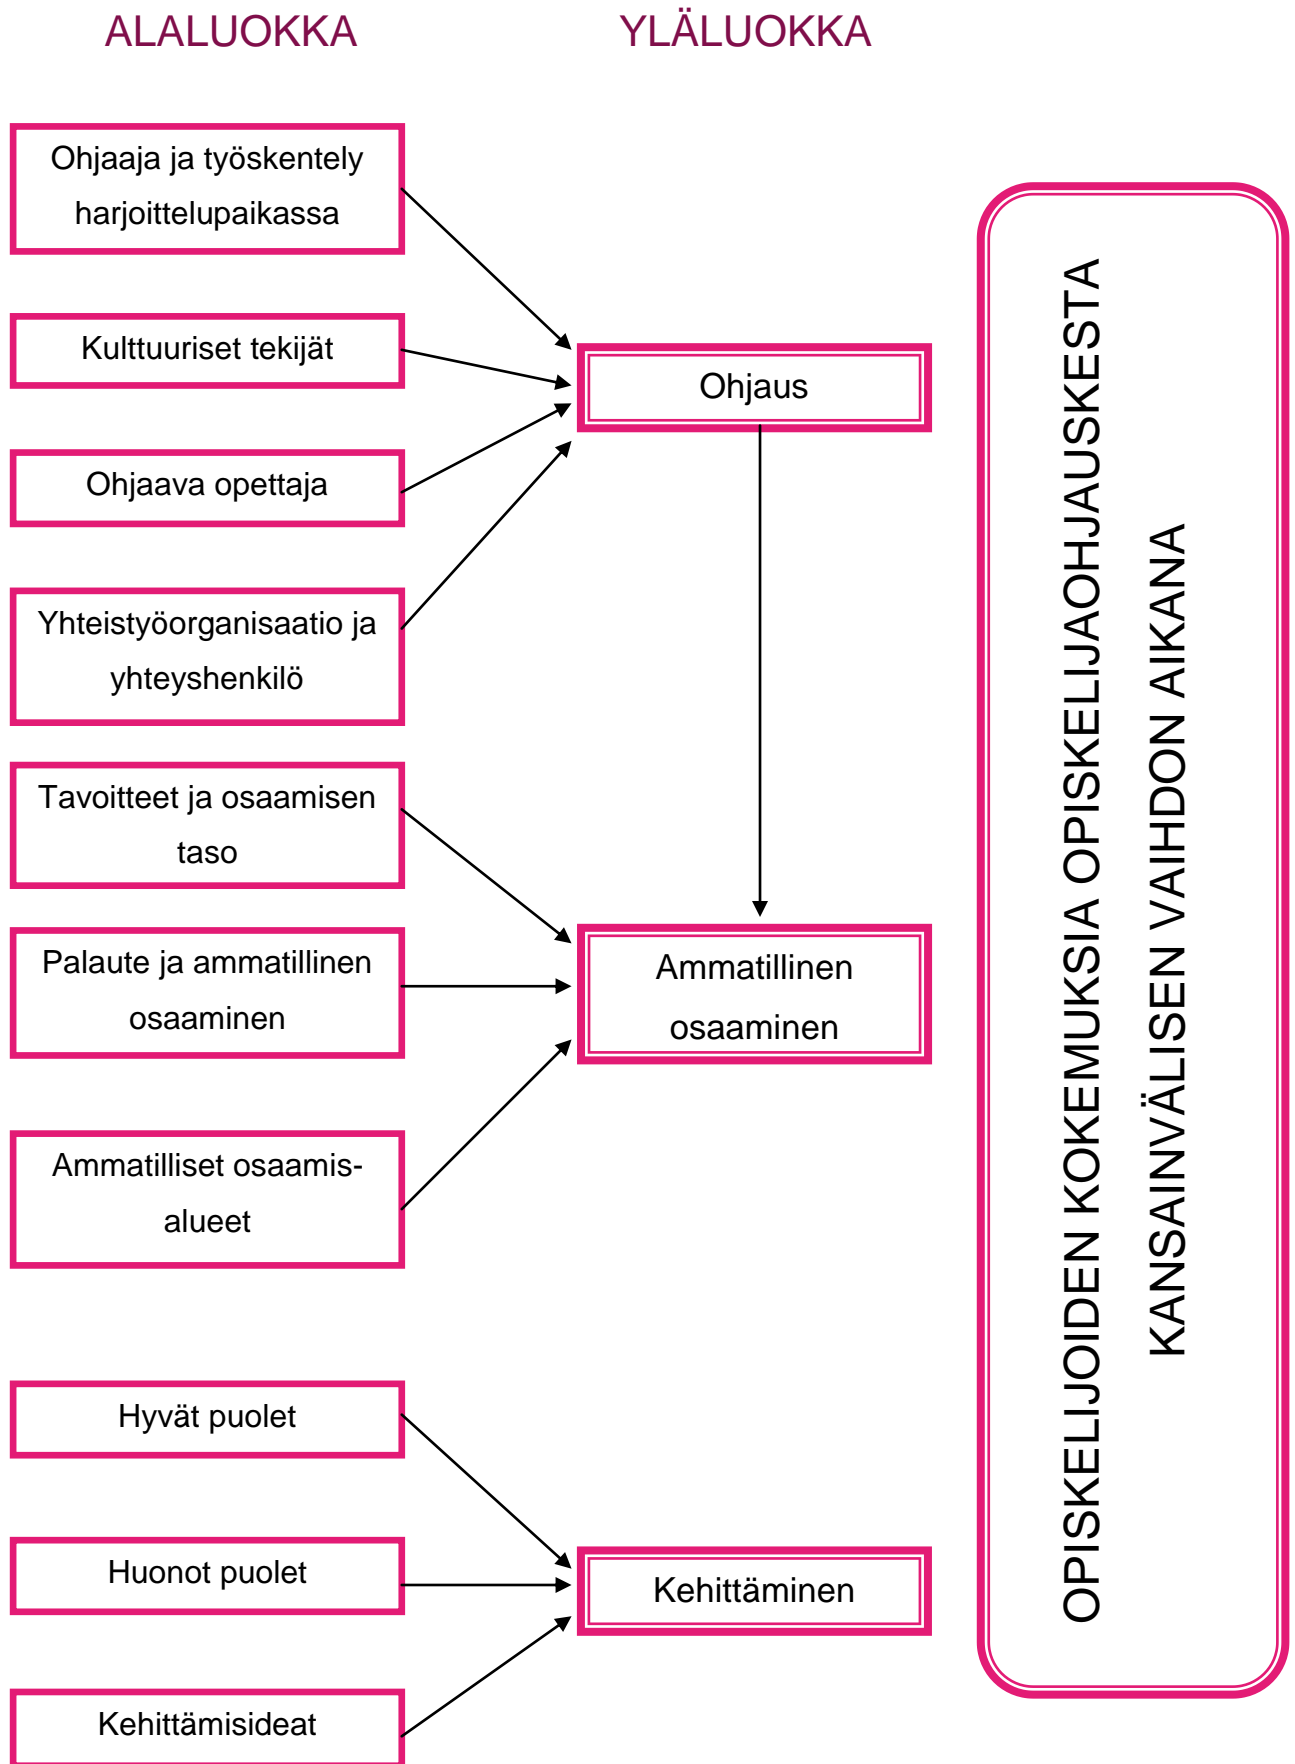 ALALUOKKA
YLÄLUOKKA
Ohjaaja ja työskentely
harjoittelupaikassa
Kulttuuriset tekijät
Ohjaava opettaja
Yhteistyöorganisaatio ja
yhteyshenkilö
Ohjaus
Tavoitteet ja osaamisen
taso
Palaute ja ammatillinen
osaaminen
Ammatilliset osaamis-
alueet
Ammatillinen
osaaminen
Hyvät puolet
Huonot puolet
Kehittämisideat
Kehittäminen
OPISKELIJOIDEN KOKEMUKSIA OPISKELIJAOHJAUSKESTA
KANSAINVÄLISEN VAIHDON AIKANA